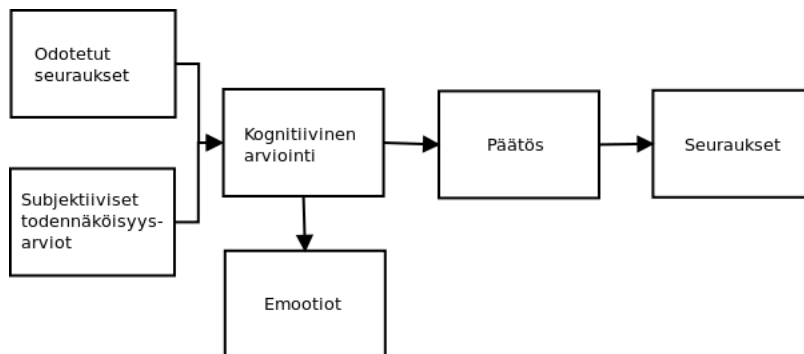 Odotetut
seuraukset
Kognitiivinen
arviointi
Päätös
Seuraukset
Subjektiiviset
todennäköisyys-
arviot
Emootiot